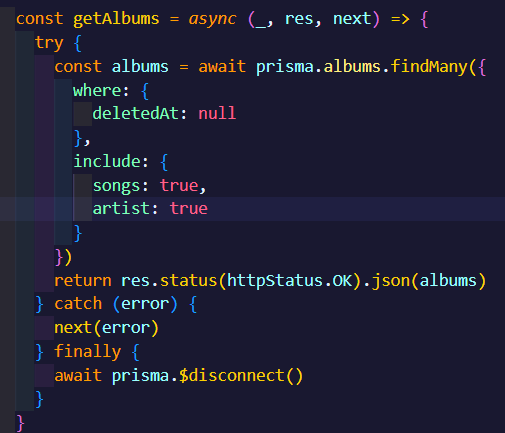 const getAlbums = async (_, res, next) => {
  try {
    const albums = await prisma.albums.findMany({
      where: {
        deletedAt: null
      },
      include: {
        songs: true,
        artist: true
      }
    })
    return res.status(httpStatus.OK).json(albums)
  } catch (error) {
    next(error)
  } finally {
    await prisma.$disconnect()
  }
}